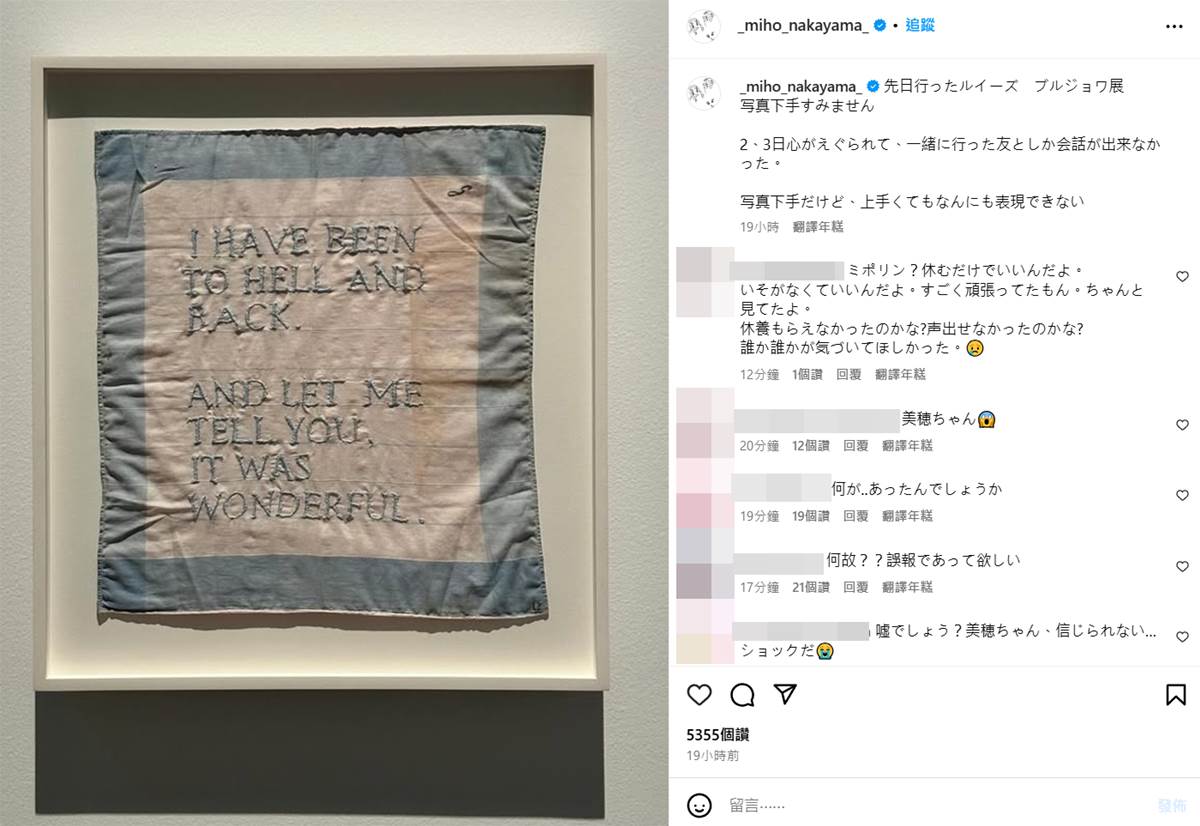 I HAVE BEEN
TO HELL AND
BACK.
AND LET ME
TELL YOU,
IT WAS
WONDERFUL.
_miho_nakayama_ • 追蹤
_miho_nakayama_ 先日行ったルイーズ　ブルジョワ展
写真下手すみません
2、3日心がえぐられて、一緒に行った友としか会話が出来なか
った。
写真下手だけど、上手くてもなんにも表現できない
19小時 翻譯年糕
ミポリン？休むだけでいいんだよ。
いそがなくていいんだよ。すごく頑張ってたもん。ちゃんと
見てたよ。
休養もらえなかったのかな?声出せなかったのかな?
誰か誰かが気づいてほしかった。😢
12分鐘 1個讚 回覆 翻譯年糕
美穂ちゃん😱
20分鐘 12個讚 回覆 翻譯年糕
何が..あったんでしょうか
19分鐘 19個讚 回覆 翻譯年糕
何故？？誤報であって欲しい
17分鐘 21個讚 回覆 翻譯年糕
嘘でしょう？美穂ちゃん、信じられない...
ショックだ😭
5355個讚
19小時前
留言⋯⋯
發佈